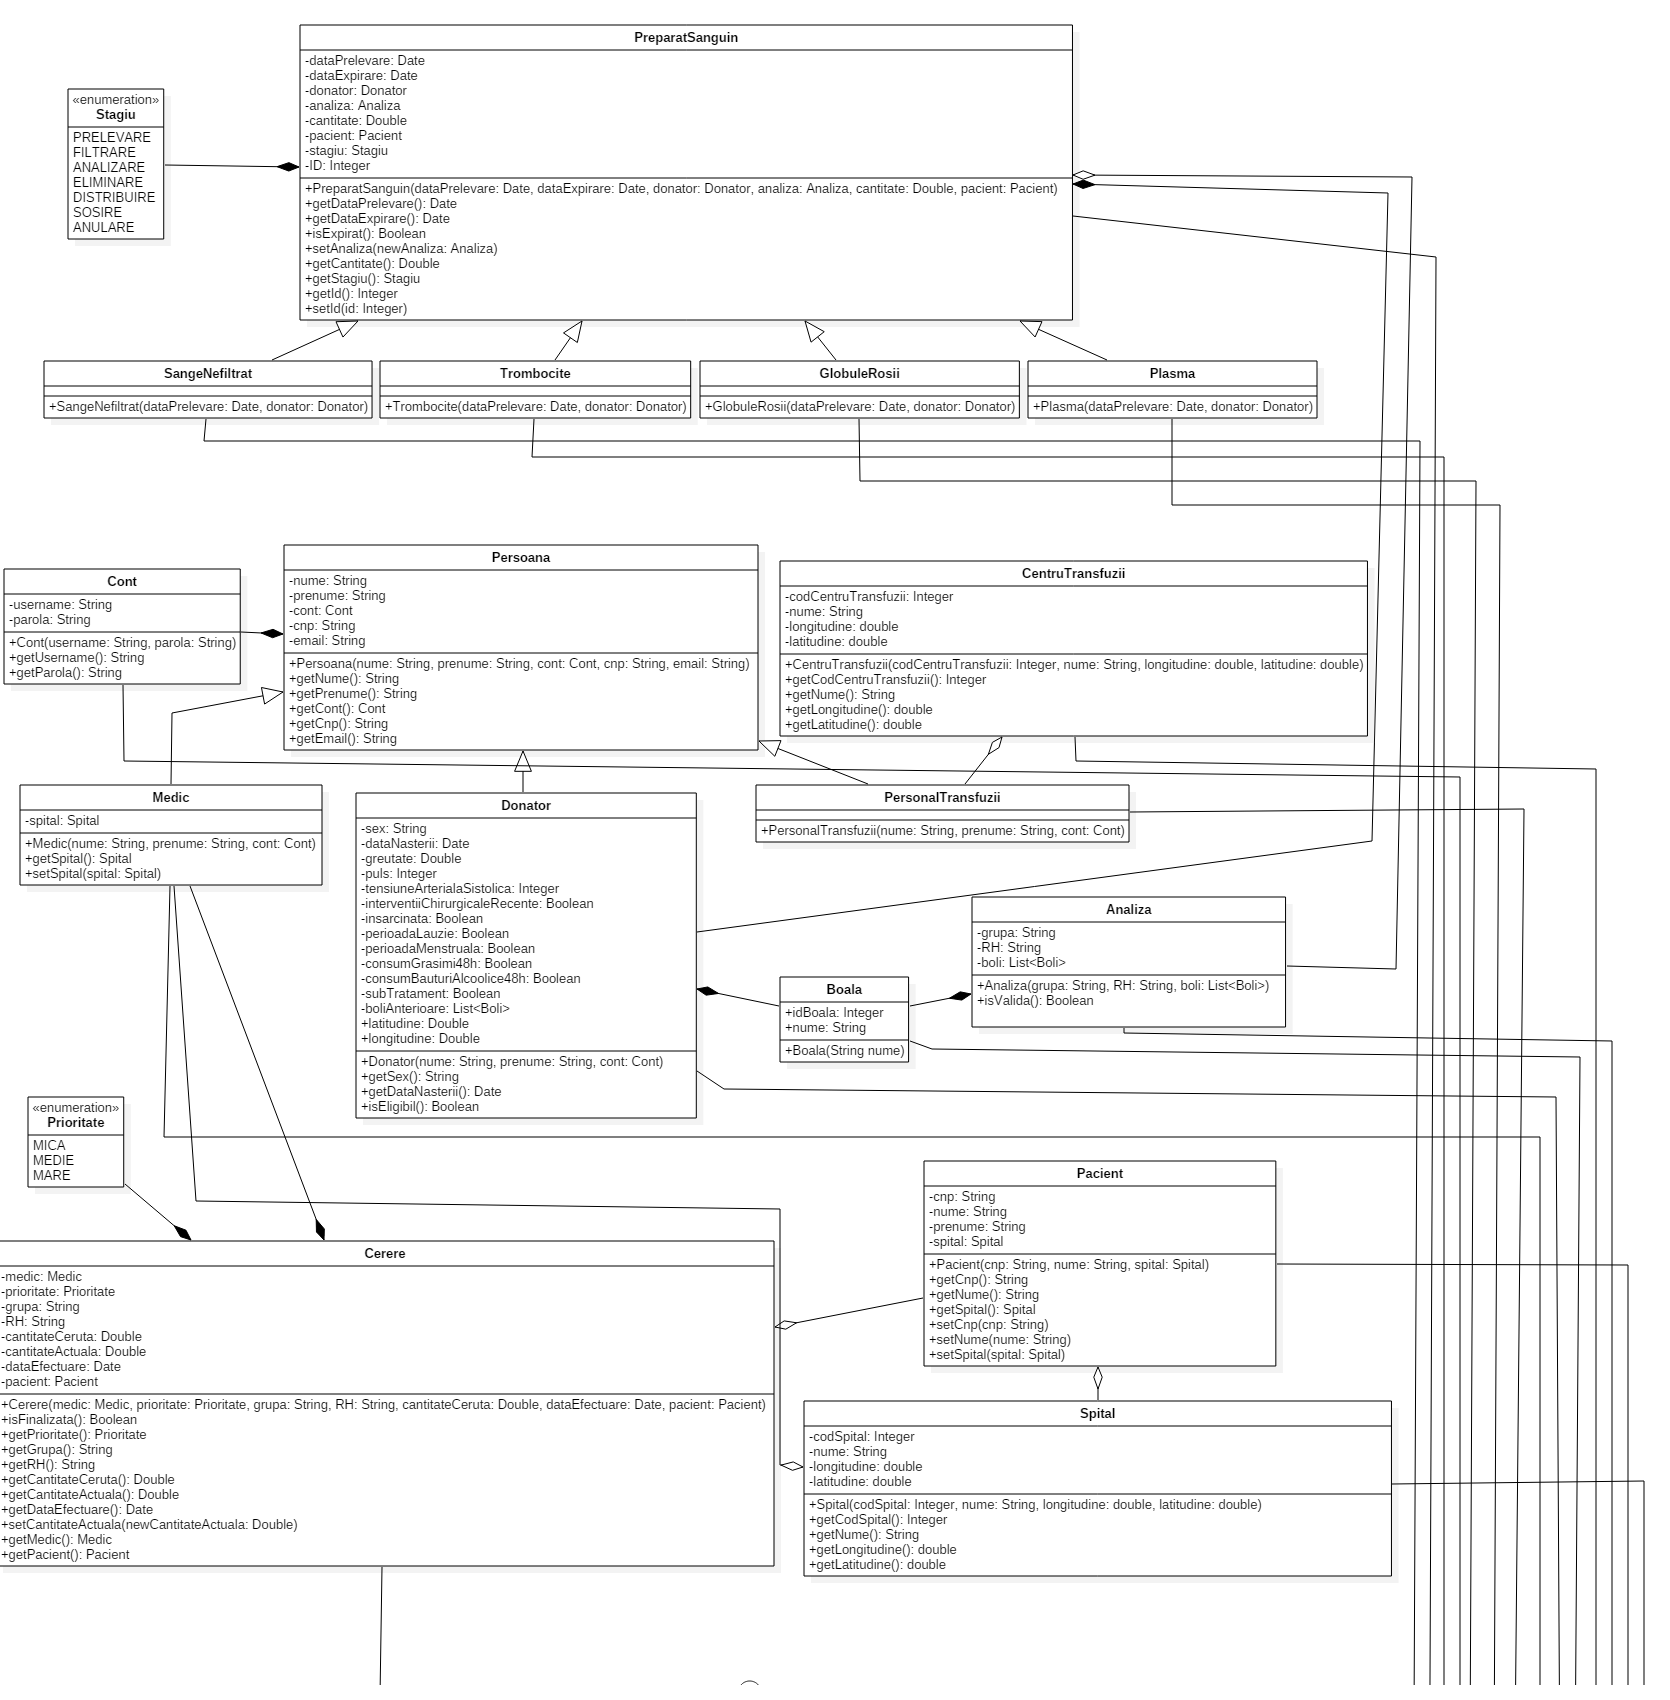 PreparatSanguin
-dataPrelevare: Date
-dataExpirare: Date
-donator: Donator
-analiza: Analiza
-cantitate: Double
-pacient: Pacient
-stagiu: Stagiu
-ID: Integer
+PreparatSanguin(dataPrelevare: Date, dataExpirare: Date, donator: Donator, analiza: Analiza, cantitate: Double, pacient: Pacient)
+getDataPrelevare(): Date
+getDataExpirare(): Date
+isExpirat(): Boolean
+setAnaliza(newAnaliza: Analiza)
+getCantitate(): Double
+getStagiu(): Stagiu
+getId(): Integer
+setId(id: Integer)
«enumeration»
Stagiu
PRELEVARE
FILTRARE
ANALIZARE
ELIMINARE
DISTRIBUIRE
SOSIRE
ANULARE
SangeNefiltrat
+SangeNefiltrat(dataPrelevare: Date, donator: Donator)
Trombocite
+Trombocite(dataPrelevare: Date, donator: Donator)
GlobuleRosii
+GlobuleRosii(dataPrelevare: Date, donator: Donator)
Plasma
+Plasma(dataPrelevare: Date, donator: Donator)
Cont
-username: String
-parola: String
+Cont(username: String, parola: String)
+getUsername(): String
+getParola(): String
Persoana
-nume: String
-prenume: String
-cont: Cont
-cnp: String
-email: String
+Persoana(nume: String, prenume: String, cont: Cont, cnp: String, email: String)
+getNume(): String
+getPrenume(): String
+getCont(): Cont
+getCnp(): String
+getEmail(): String
CentruTransfuzii
-codCentruTransfuzii: Integer
-nume: String
-longitudine: double
-latitudine: double
+CentruTransfuzii(codCentruTransfuzii: Integer, nume: String, longitudine: double, latitudine: double)
+getCodCentruTransfuzii(): Integer
+getNume(): String
+getLongitudine(): double
+getLatitudine(): double
Medic
-spital: Spital
+Medic(nume: String, prenume: String, cont: Cont)
+getSpital(): Spital
+setSpital(spital: Spital)
Donator
-sex: String
-dataNasterii: Date
-greutate: Double
-puls: Integer
-tensiuneArterialaSistolica: Integer
-interventiiChirurgicaleRecente: Boolean
-insarcinata: Boolean
-perioadaLauzie: Boolean
-perioadaMenstruala: Boolean
-consumGrasimi48h: Boolean
-consumBauturiAlcoolice48h: Boolean
-subTratament: Boolean
-boliAnterioare: List<Boli>
+latitudine: Double
+longitudine: Double
+Donator(nume: String, prenume: String, cont: Cont)
+getSex(): String
+getDataNasterii(): Date
+isEligibil(): Boolean
PersonalTransfuzii
+PersonalTransfuzii(nume: String, prenume: String, cont: Cont)
Analiza
-grupa: String
-RH: String
-boli: List<Boli>
+Analiza(grupa: String, RH: String, boli: List<Boli>)
+isValida(): Boolean
Boala
+idBoala: Integer
+nume: String
+Boala(String nume)
«enumeration»
Prioritate
MICA
MEDIE
MARE
Pacient
-cnp: String
-nume: String
-prenume: String
-spital: Spital
+Pacient(cnp: String, nume: String, spital: Spital)
+getCnp(): String
+getNume(): String
+getSpital(): Spital
+setCnp(cnp: String)
+setNume(nume: String)
+setSpital(spital: Spital)
Cerere
-medic: Medic
-prioritate: Prioritate
-grupa: String
-RH: String
-cantitateCeruta: Double
-cantitateActuala: Double
-dataEfectuare: Date
-pacient: Pacient
+Cerere(medic: Medic, prioritate: Prioritate, grupa: String, RH: String, cantitateCeruta: Double, dataEfectuare: Date, pacient: Pacient)
+isFinalizata(): Boolean
+getPrioritate(): Prioritate
+getGrupa(): String
+getRH(): String
+getCantitateCeruta(): Double
+getCantitateActuala(): Double
+getDataEfectuare(): Date
+setCantitateActuala(newCantitateActuala: Double)
+getMedic(): Medic
+getPacient(): Pacient
Spital
-codSpital: Integer
-nume: String
-longitudine: double
-latitudine: double
+Spital(codSpital: Integer, nume: String, longitudine: double, latitudine: double)
+getCodSpital(): Integer
+getNume(): String
+getLongitudine(): double
+getLatitudine(): double